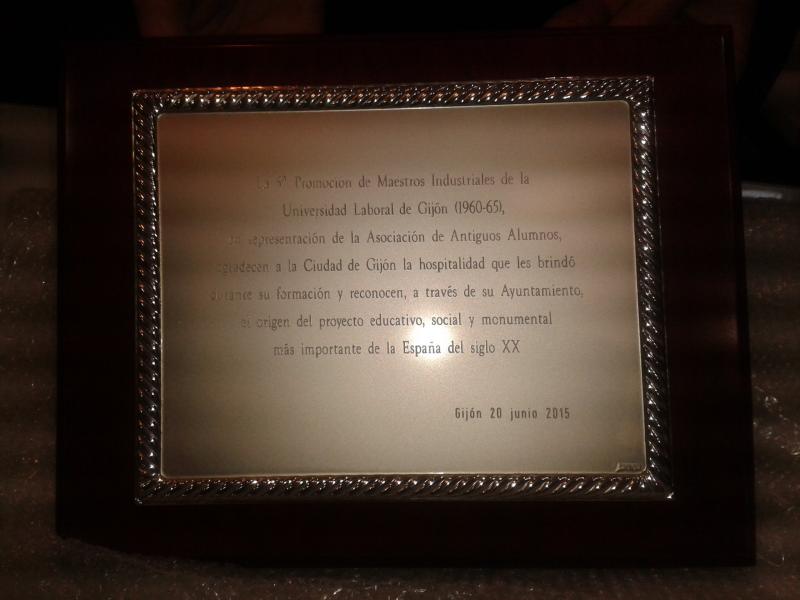 La 5ª Promoción de Maestros Industriales de la
Universidad Laboral de Gijón (1960-65),
en representación de la Asociación de Antiguos Alumnos,
agradecen a la Ciudad de Gijón la hospitalidad que les brindó
durante su formación y reconocen, a través de su Ayuntamiento,
el origen del proyecto educativo, social y monumental
más importante de la España del siglo XX
Gijón 20 junio 2015